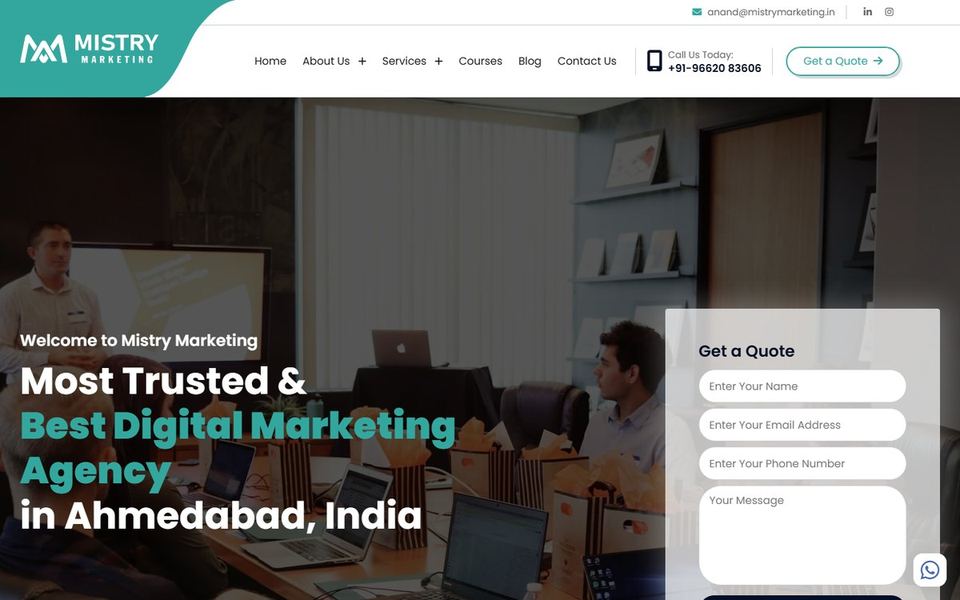 anand@mistrymarketing.in
MISTRY
MARKETING
Home
About Us +
Services +
Courses
Blog
Contact Us
Call Us Today:
+91-96620 83606
Get a Quote →
Welcome to Mistry Marketing
Most Trusted &
Best Digital Marketing
Agency
in Ahmedabad, India
Get a Quote
Enter Your Name
Enter Your Email Address
Enter Your Phone Number
Your Message